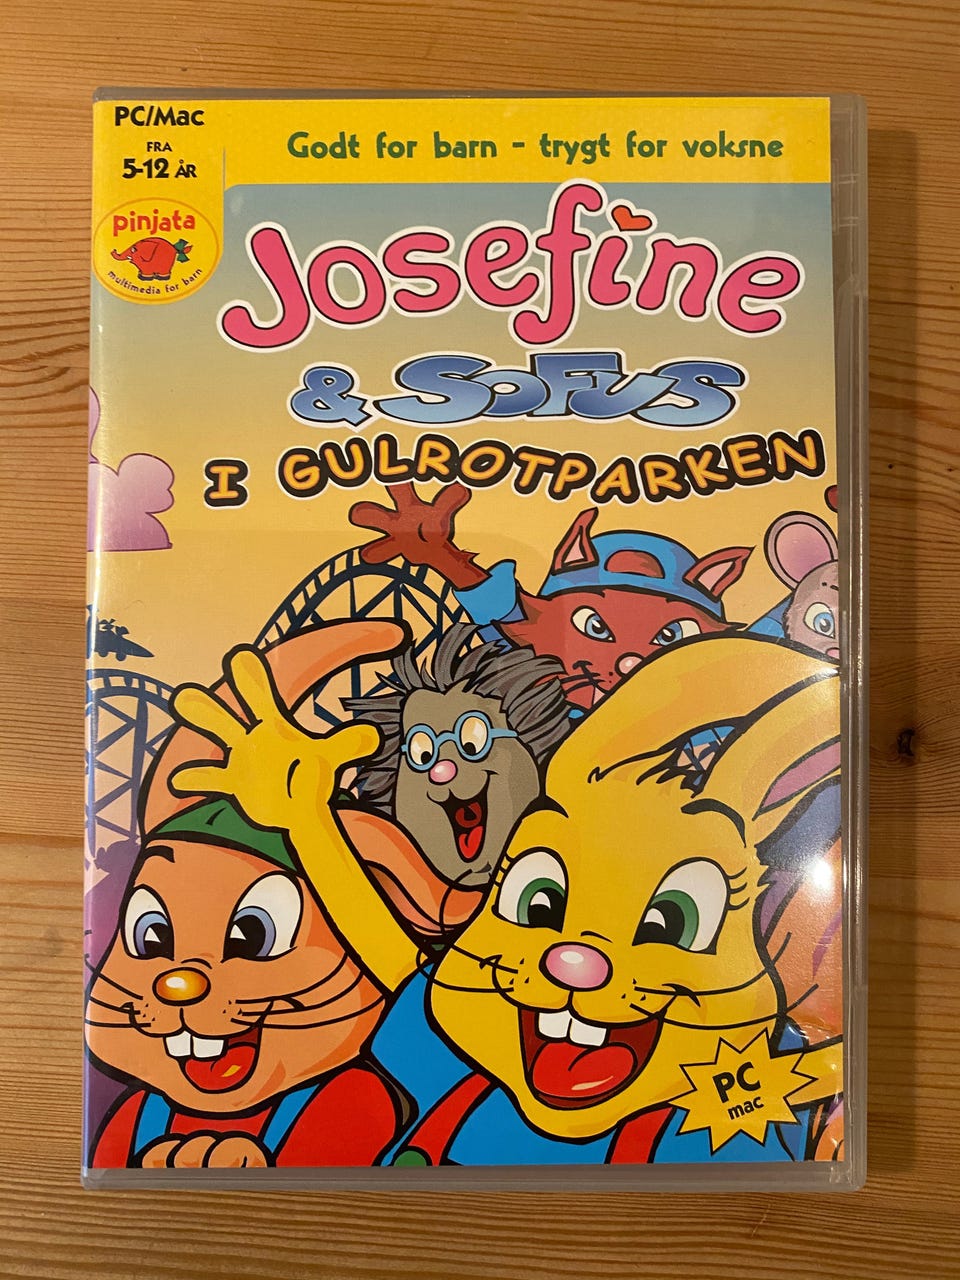 PC/Mac
FRA
5-12 ÅR
pinjata
multimedia for barn
Godt for barn - trygt for voksne
Josefine
& SOFUS
I GULROTPARKEN
PC
mac